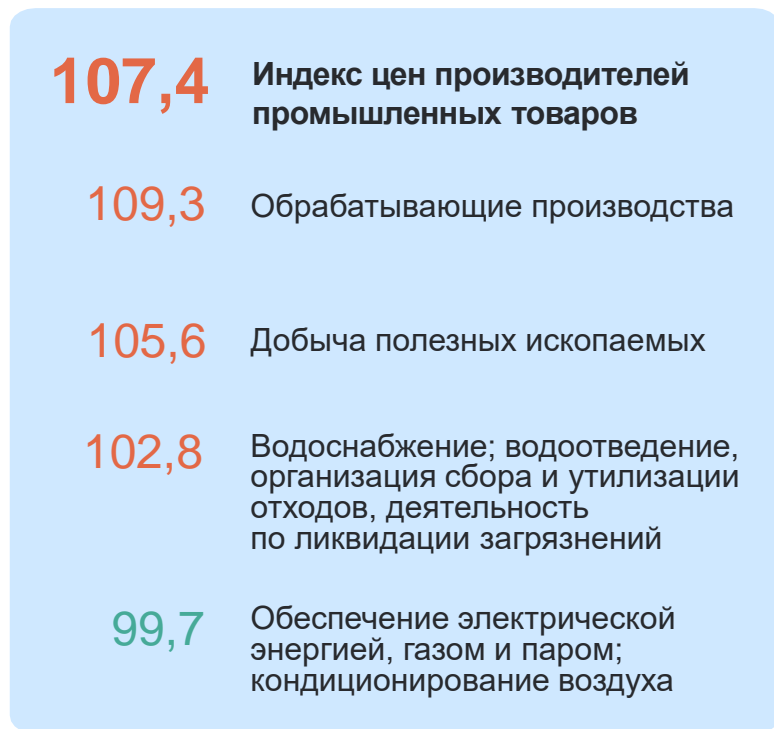 107,4
Индекс цен производителей
промышленных товаров
109,3
Обрабатывающие производства
105,6
Добыча полезных ископаемых
102,8
Водоснабжение; водоотведение,
организация сбора и утилизации
отходов, деятельность
по ликвидации загрязнений
99,7
Обеспечение электрической
энергией, газом и паром;
кондиционирование воздуха